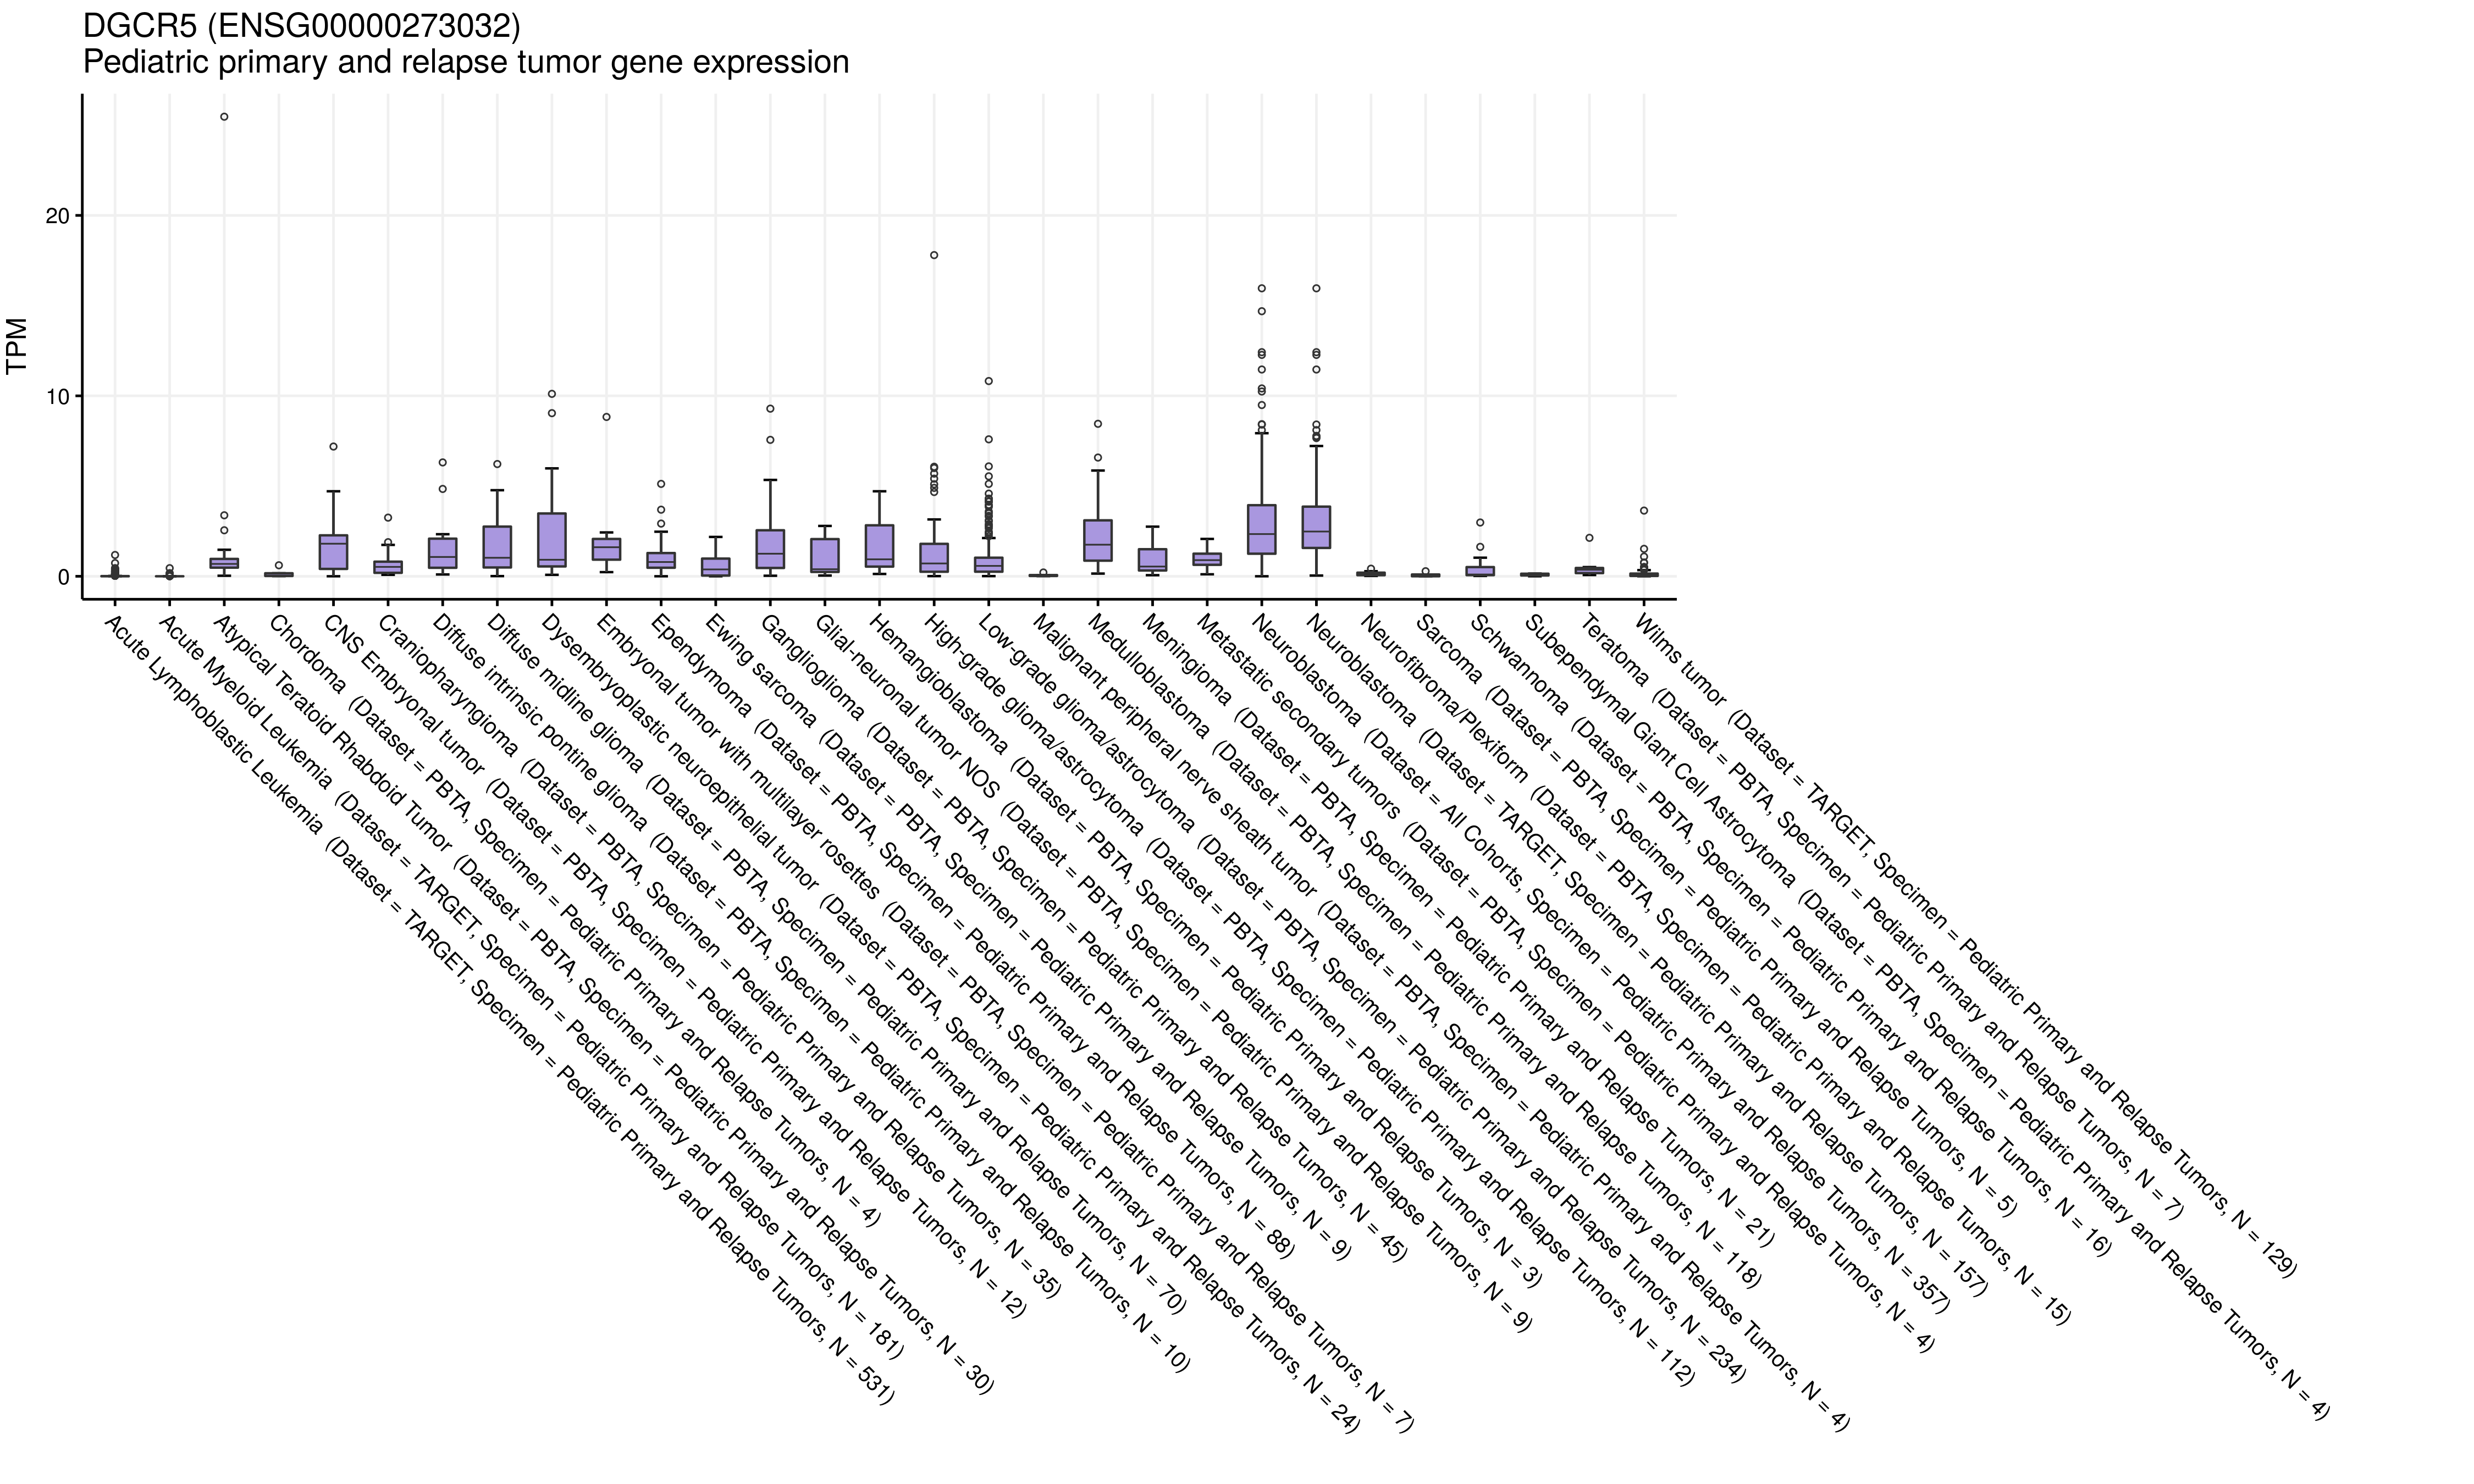 DGCR5 (ENSG00000273032)
Pediatric primary and relapse tumor gene expression
TPM
20
10
0
Acute Lymphoblastic Leukemia (Dataset = TARGET, Specimen = Pediatric Primary and Relapse Tumors, N = 531)
Acute Myeloid Leukemia (Dataset = TARGET, Specimen = Pediatric Primary and Relapse Tumors, N = 181)
Atypical Teratoid Rhabdoid Tumor (Dataset = PBTA, Specimen = Pediatric Primary and Relapse Tumors, N = 30)
Chordoma (Dataset = PBTA, Specimen = Pediatric Primary and Relapse Tumors, N = 4)
CNS Embryonal tumor (Dataset = PBTA, Specimen = Pediatric Primary and Relapse Tumors, N = 12)
Craniopharyngioma (Dataset = PBTA, Specimen = Pediatric Primary and Relapse Tumors, N = 35)
Diffuse intrinsic pontine glioma (Dataset = PBTA, Specimen = Pediatric Primary and Relapse Tumors, N = 10)
Diffuse midline glioma (Dataset = PBTA, Specimen = Pediatric Primary and Relapse Tumors, N = 70)
Dysembryoplastic neuroepithelial tumor (Dataset = PBTA, Specimen = Pediatric Primary and Relapse Tumors, N = 24)
Embryonal tumor with multilayer rosettes (Dataset = PBTA, Specimen = Pediatric Primary and Relapse Tumors, N = 7)
Ependymoma (Dataset = PBTA, Specimen = Pediatric Primary and Relapse Tumors, N = 88)
Ewing sarcoma (Dataset = PBTA, Specimen = Pediatric Primary and Relapse Tumors, N = 9)
Ganglioglioma (Dataset = PBTA, Specimen = Pediatric Primary and Relapse Tumors, N = 45)
Glial-neuronal tumor NOS (Dataset = PBTA, Specimen = Pediatric Primary and Relapse Tumors, N = 9)
Hemangioblastoma (Dataset = PBTA, Specimen = Pediatric Primary and Relapse Tumors, N = 3)
High-grade glioma/astrocytoma (Dataset = PBTA, Specimen = Pediatric Primary and Relapse Tumors, N = 112)
Low-grade glioma/astrocytoma (Dataset = PBTA, Specimen = Pediatric Primary and Relapse Tumors, N = 234)
Malignant peripheral nerve sheath tumor (Dataset = PBTA, Specimen = Pediatric Primary and Relapse Tumors, N = 4)
Medulloblastoma (Dataset = PBTA, Specimen = Pediatric Primary and Relapse Tumors, N = 118)
Meningioma (Dataset = PBTA, Specimen = Pediatric Primary and Relapse Tumors, N = 21)
Metastatic secondary tumors (Dataset = PBTA, Specimen = Pediatric Primary and Relapse Tumors, N = 4)
Neuroblastoma (Dataset = All Cohorts, Specimen = Pediatric Primary and Relapse Tumors, N = 357)
Neuroblastoma (Dataset = TARGET, Specimen = Pediatric Primary and Relapse Tumors, N = 157)
Neurofibroma/Plexiform (Dataset = PBTA, Specimen = Pediatric Primary and Relapse Tumors, N = 15)
Sarcoma (Dataset = PBTA, Specimen = Pediatric Primary and Relapse Tumors, N = 5)
Schwannoma (Dataset = PBTA, Specimen = Pediatric Primary and Relapse Tumors, N = 16)
Subependymal Giant Cell Astrocytoma (Dataset = PBTA, Specimen = Pediatric Primary and Relapse Tumors, N = 4)
Teratoma (Dataset = PBTA, Specimen = Pediatric Primary and Relapse Tumors, N = 7)
Wilms tumor (Dataset = TARGET, Specimen = Pediatric Primary and Relapse Tumors, N = 129)